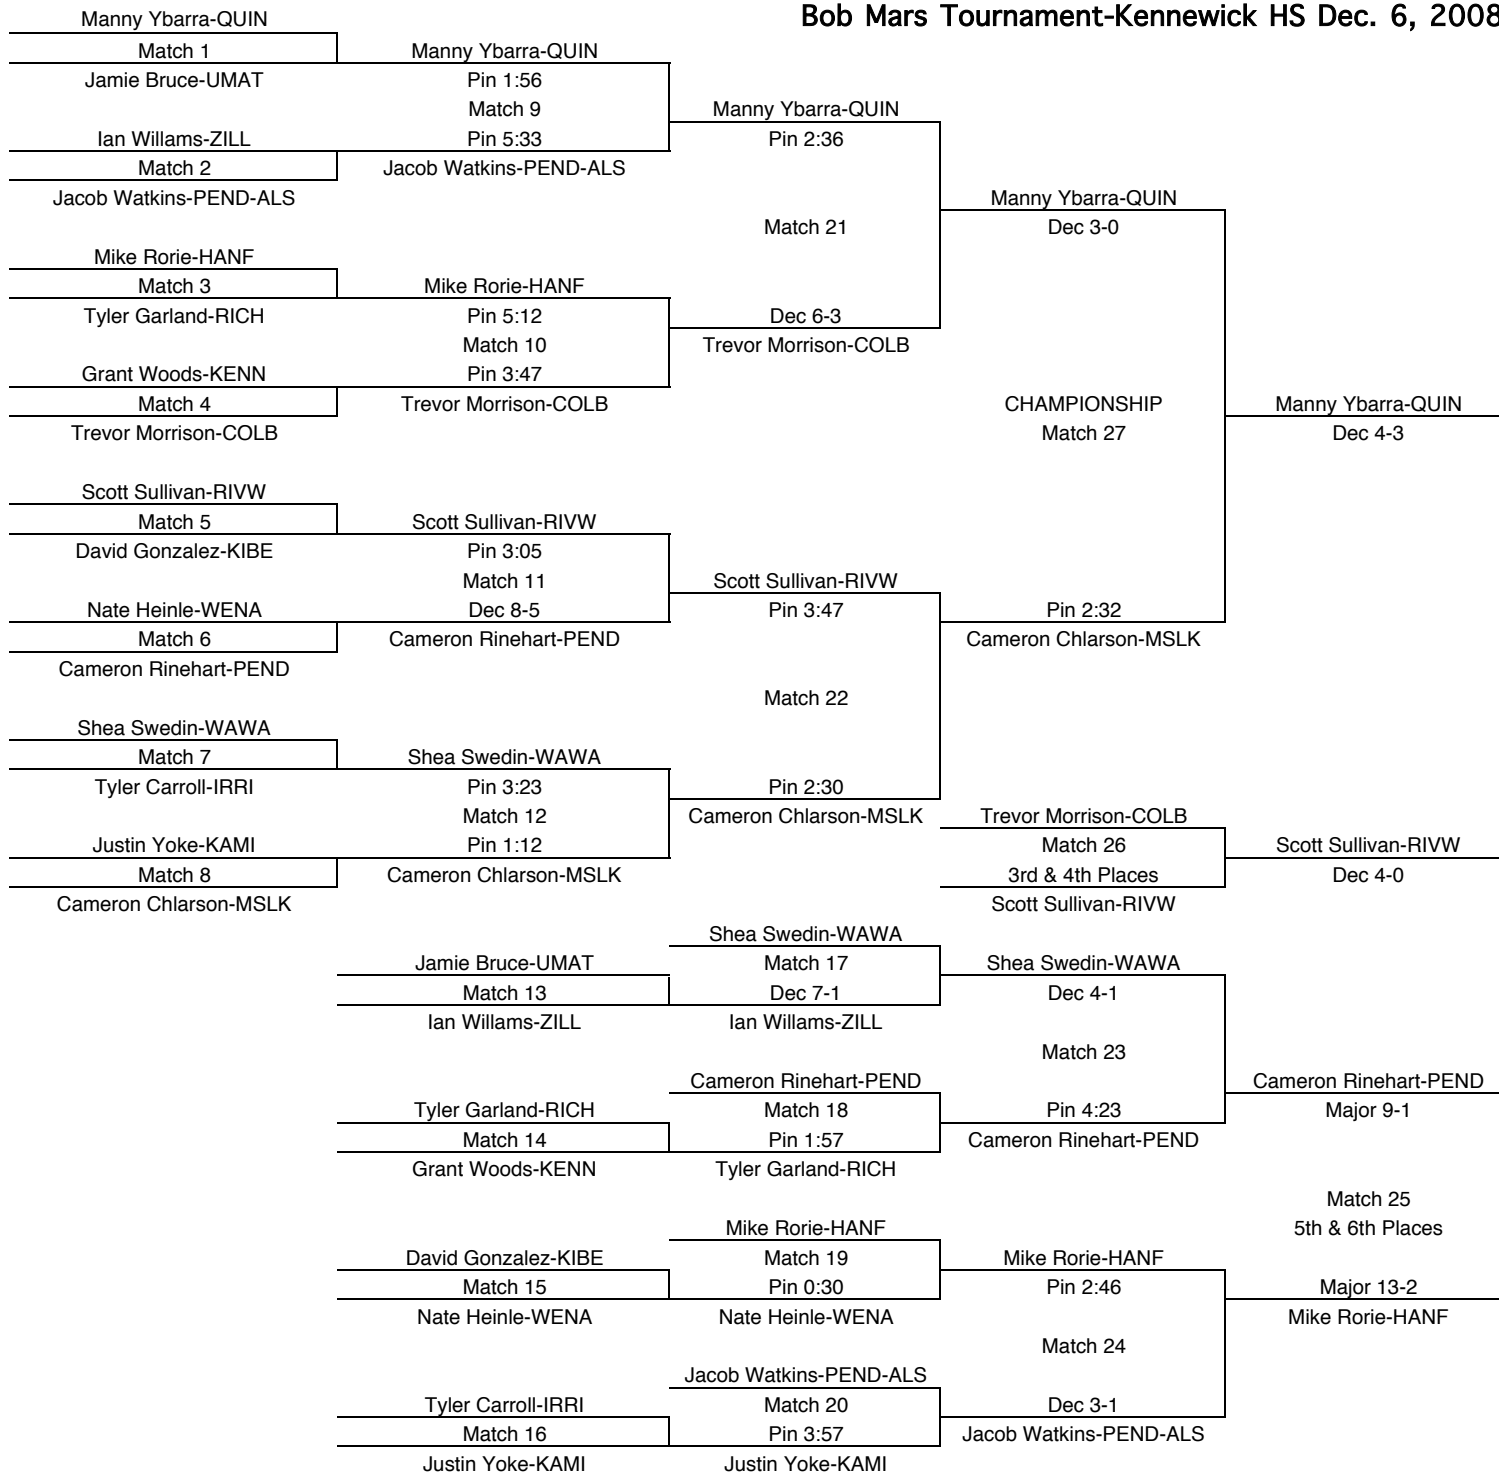 Bob Mars Tournament-Kennewick HS Dec. 6, 2008
Manny Ybarra-QUIN
Match 1
Manny Ybarra-QUIN
Jamie Bruce-UMAT
Pin 1:56
Match 9
Manny Ybarra-QUIN
Ian Willams-ZILL
Pin 5:33
Pin 2:36
Match 2
Jacob Watkins-PEND-ALS
Jacob Watkins-PEND-ALS
Manny Ybarra-QUIN
Match 21
Dec 3-0
Mike Rorie-HANF
Match 3
Mike Rorie-HANF
Tyler Garland-RICH
Pin 5:12
Dec 6-3
Match 10
Trevor Morrison-COLB
Grant Woods-KENN
Pin 3:47
Match 4
Trevor Morrison-COLB
CHAMPIONSHIP
Manny Ybarra-QUIN
Trevor Morrison-COLB
Match 27
Dec 4-3
Scott Sullivan-RIVW
Match 5
Scott Sullivan-RIVW
David Gonzalez-KIBE
Pin 3:05
Match 11
Scott Sullivan-RIVW
Nate Heinle-WENA
Dec 8-5
Pin 3:47
Pin 2:32
Match 6
Cameron Rinehart-PEND
Cameron Chlarson-MSLK
Cameron Rinehart-PEND
Match 22
Shea Swedin-WAWA
Match 7
Shea Swedin-WAWA
Tyler Carroll-IRRI
Pin 3:23
Pin 2:30
Match 12
Cameron Chlarson-MSLK
Trevor Morrison-COLB
Justin Yoke-KAMI
Pin 1:12
Match 26
Scott Sullivan-RIVW
Match 8
Cameron Chlarson-MSLK
3rd & 4th Places
Dec 4-0
Cameron Chlarson-MSLK
Scott Sullivan-RIVW
Shea Swedin-WAWA
Jamie Bruce-UMAT
Match 17
Shea Swedin-WAWA
Match 13
Dec 7-1
Dec 4-1
Ian Willams-ZILL
Ian Willams-ZILL
Match 23
Cameron Rinehart-PEND
Cameron Rinehart-PEND
Tyler Garland-RICH
Match 18
Pin 4:23
Major 9-1
Match 14
Pin 1:57
Cameron Rinehart-PEND
Grant Woods-KENN
Tyler Garland-RICH
Match 25
Mike Rorie-HANF
5th & 6th Places
David Gonzalez-KIBE
Match 19
Mike Rorie-HANF
Match 15
Pin 0:30
Pin 2:46
Major 13-2
Nate Heinle-WENA
Nate Heinle-WENA
Mike Rorie-HANF
Match 24
Jacob Watkins-PEND-ALS
Tyler Carroll-IRRI
Match 20
Dec 3-1
Match 16
Pin 3:57
Jacob Watkins-PEND-ALS
Justin Yoke-KAMI
Justin Yoke-KAMI